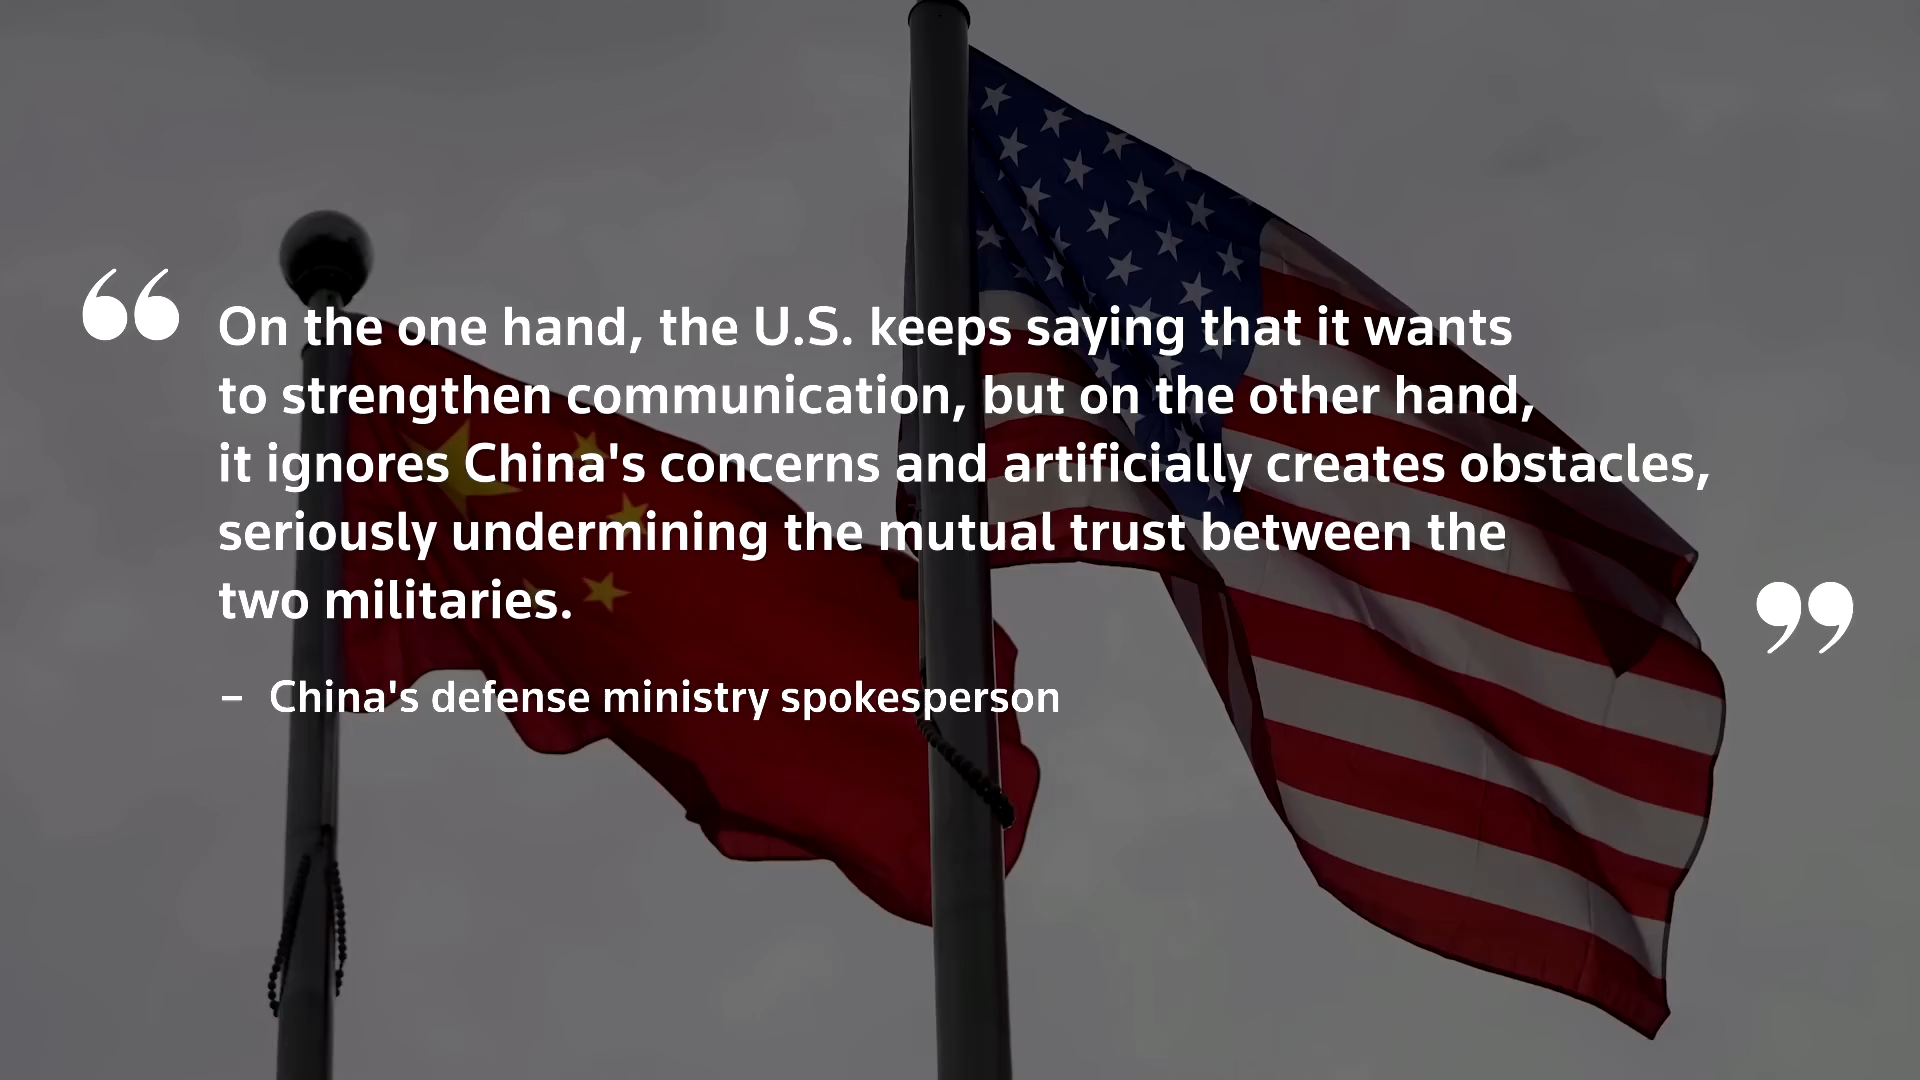 “
On the one hand, the U.S. keeps saying that it wants
to strengthen communication, but on the other hand,
it ignores China's concerns and artificially creates obstacles,
seriously undermining the mutual trust between the
two militaries.
”
– China's defense ministry spokesperson